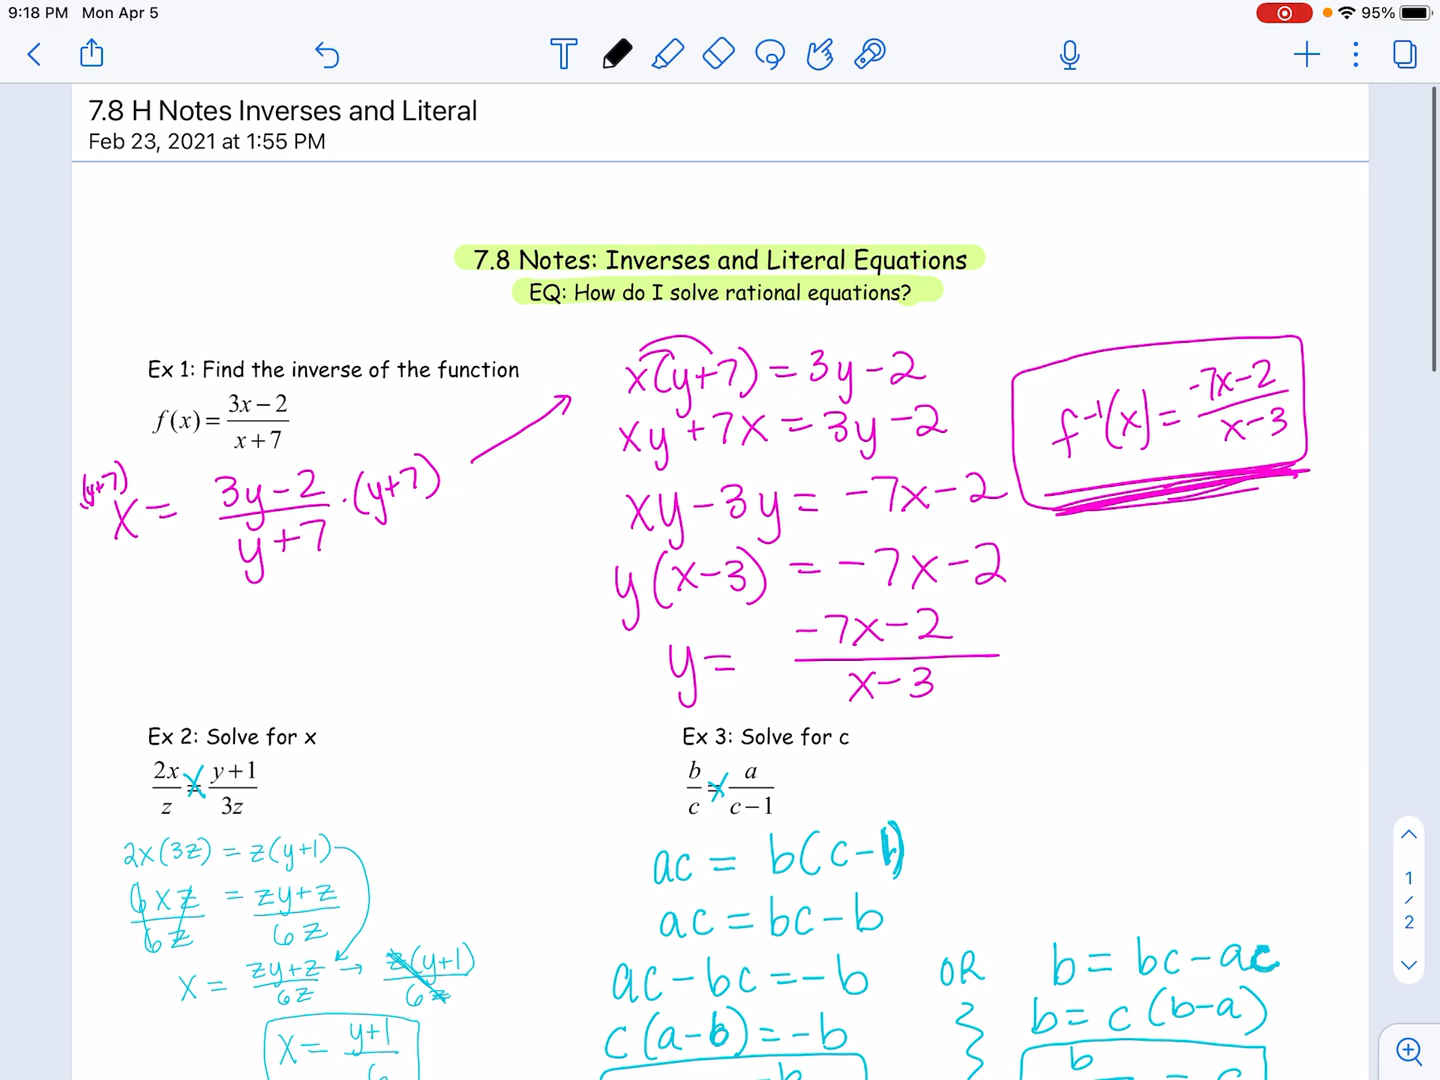 9:18 PM Mon Apr 5
95%
7.8 H Notes Inverses and Literal
Feb 23, 2021 at 1:55 PM
7.8 Notes: Inverses and Literal Equations
EQ: How do I solve rational equations?
Ex 1: Find the inverse of the function
f(x) = (3x − 2)/(x + 7)
(y+7) x = (3y−2)/(y+7) · (y+7)
x(y+7) = 3y−2
xy+7x = 3y−2
xy−3y = −7x−2
y(x−3) = −7x−2
y = (−7x−2)/(x−3)
f⁻¹(x) = (−7x−2)/(x−3)
Ex 2: Solve for x
2x/z = (y+1)/3z
2x(3z) = z(y+1)
6xz/6z = (zy+z)/6z
x = (zy+z)/6z → z(y+1)/6z
x = (y+1)/6
Ex 3: Solve for c
b/c = a/(c−1)
ac = b(c−1)
ac = bc−b
ac−bc = −b
c(a−b) = −b
−b
OR
b = bc−ac
b = c(b−a)
b
= c
1
/
2